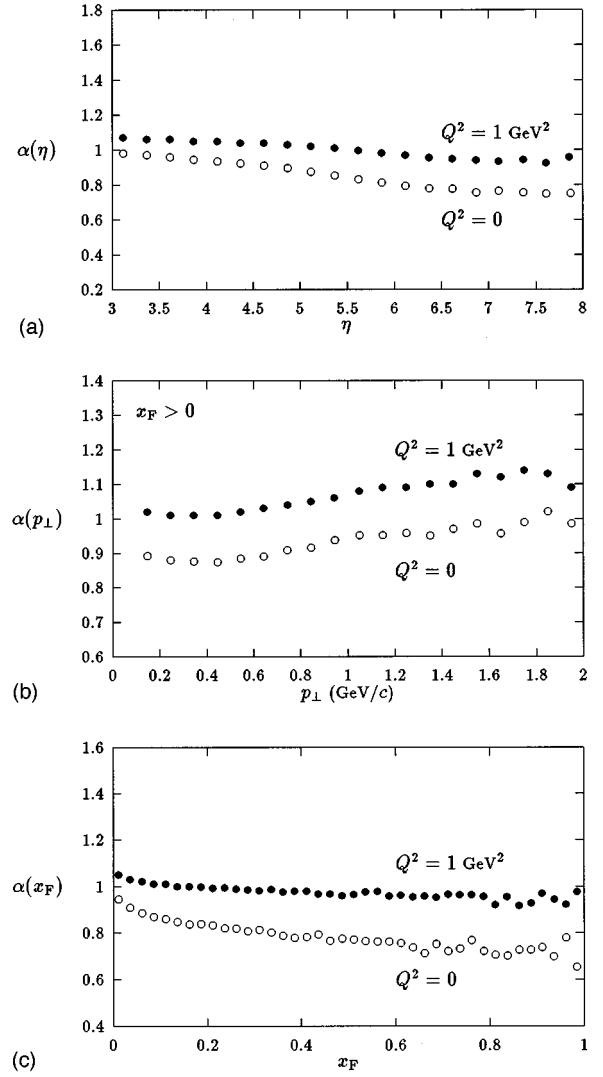 1.8
1.6
1.4
1.2
1
0.8
0.6
0.4
0.2
α(η)
Q² = 1 GeV²
Q² = 0
3 3.5 4 4.5 5 5.5 6 6.5 7 7.5 8
η
(a)
1.4
1.3
1.2
1.1
1
0.9
0.8
0.7
0.6
x_F > 0
α(p_⊥)
Q² = 1 GeV²
Q² = 0
0 0.2 0.4 0.6 0.8 1 1.2 1.4 1.6 1.8 2
p_⊥ (GeV/c)
(b)
1.6
1.4
1.2
1
0.8
0.6
0.4
α(x_F)
Q² = 1 GeV²
Q² = 0
0 0.2 0.4 0.6 0.8 1
x_F
(c)